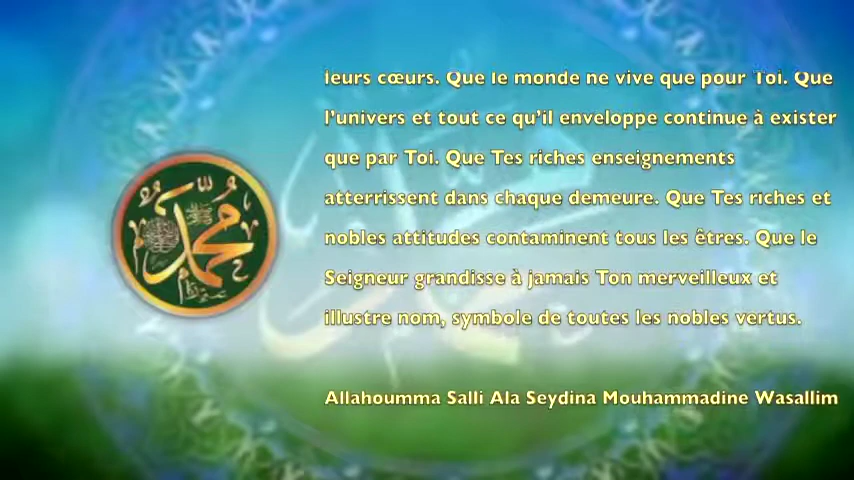 leurs cœurs. Que le monde ne vive que pour Toi. Que
l'univers et tout ce qu'il enveloppe continue à exister
que par Toi. Que Tes riches enseignements
atterrissent dans chaque demeure. Que Tes riches et
nobles attitudes contaminent tous les êtres. Que le
Seigneur grandisse à jamais Ton merveilleux et
illustre nom, symbole de toutes les nobles vertus.
Allahoumma Salli Ala Seydina Mouhammadine Wasallim
محمد